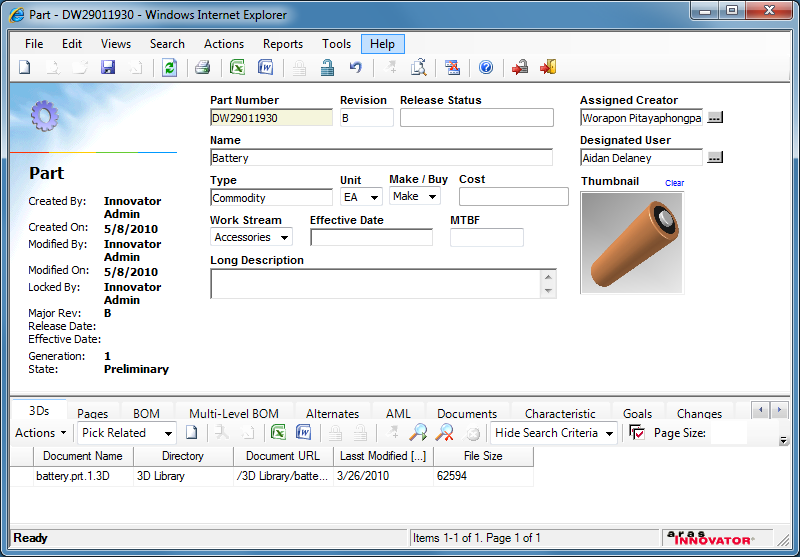 Part - DW29011930 - Windows Internet Explorer
File Edit Views Search Actions Reports Tools Help
Part Number Revision Release Status Assigned Creator
DW29011930 B Worapon Pitayaphongpa
Name Designated User
Battery Aidan Delaney
Type Unit Make / Buy Cost Thumbnail Clear
Commodity EA Make
Work Stream Effective Date MTBF
Accessories
Long Description
Part
Created By: Innovator Admin
Created On: 5/8/2010
Modified By: Innovator Admin
Modified On: 5/8/2010
Locked By: Innovator Admin
Major Rev: B
Release Date:
Effective Date:
Generation: 1
State: Preliminary
3Ds Pages BOM Multi-Level BOM Alternates AML Documents Characteristic Goals Changes
Actions Pick Related Hide Search Criteria Page Size:
Document Name Directory Document URL Lasst Modified [...] File Size
battery.prt.1.3D 3D Library /3D Library/batte... 3/26/2010 62594
Ready Items 1-1 of 1. Page 1 of 1 aras INNOVATOR